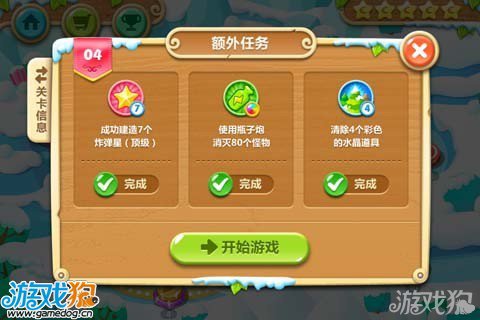 额外任务
04
关卡信息
7
成功建造7个
炸弹星（顶级）
使用瓶子炮
消灭80个怪物
4
清除4个彩色
的水晶道具
完成
完成
完成
开始游戏
游戏狗
www.gamedog.cn
游戏狗